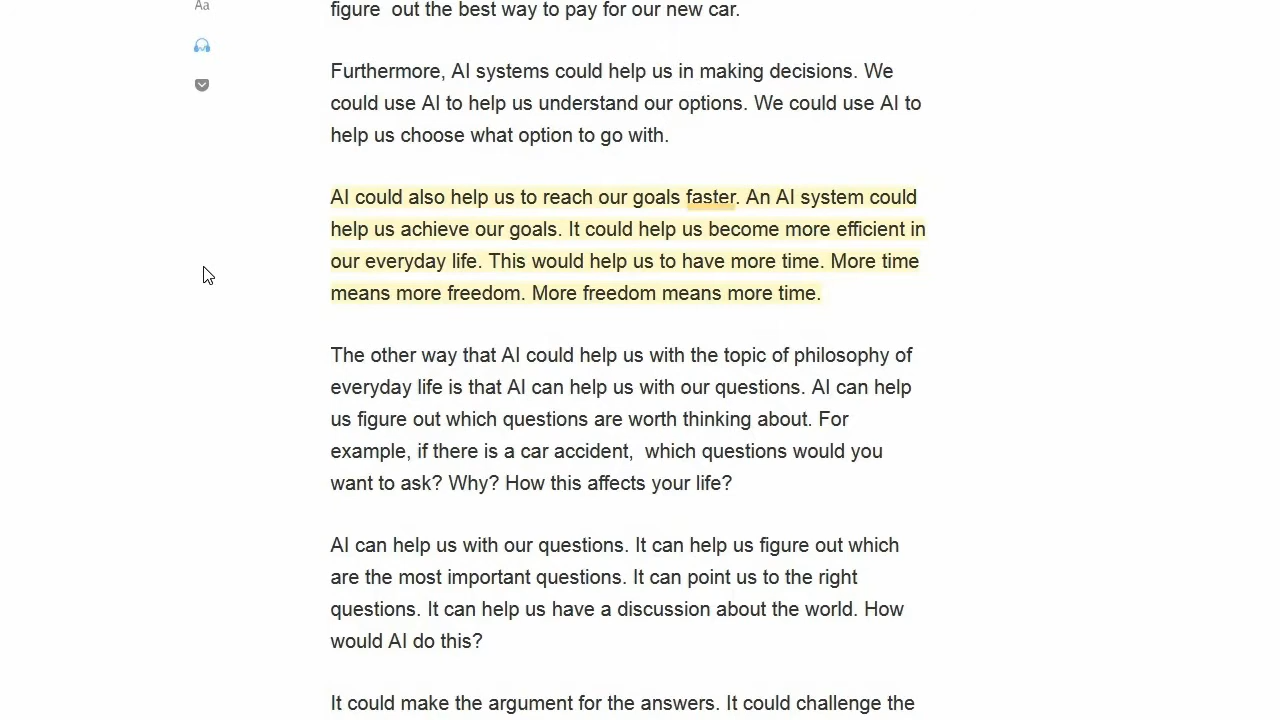 Aa
figure  out the best way to pay for our new car.
Furthermore, AI systems could help us in making decisions. We
could use AI to help us understand our options. We could use AI to
help us choose what option to go with.
AI could also help us to reach our goals faster. An AI system could
help us achieve our goals. It could help us become more efficient in
our everyday life. This would help us to have more time. More time
means more freedom. More freedom means more time.
The other way that AI could help us with the topic of philosophy of
everyday life is that AI can help us with our questions. AI can help
us figure out which questions are worth thinking about. For
example, if there is a car accident,  which questions would you
want to ask? Why? How this affects your life?
AI can help us with our questions. It can help us figure out which
are the most important questions. It can point us to the right
questions. It can help us have a discussion about the world. How
would AI do this?
It could make the argument for the answers. It could challenge the